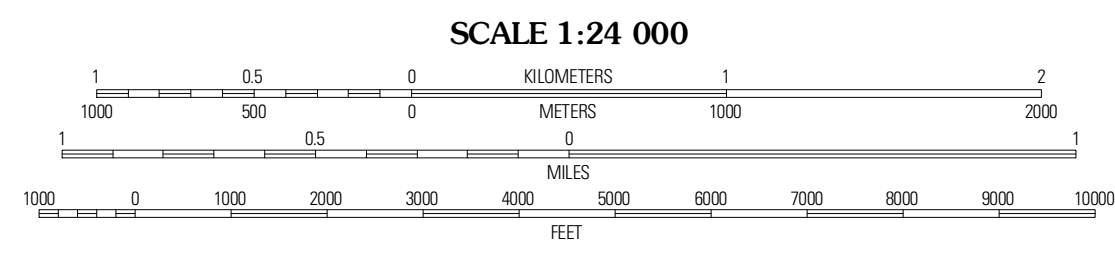 SCALE 1:24 000
1 0.5 0 KILOMETERS 1 2
1000 500 0 METERS 1000 2000
1 0.5 0 1
MILES
1000 0 1000 2000 3000 4000 5000 6000 7000 8000 9000 10000
FEET